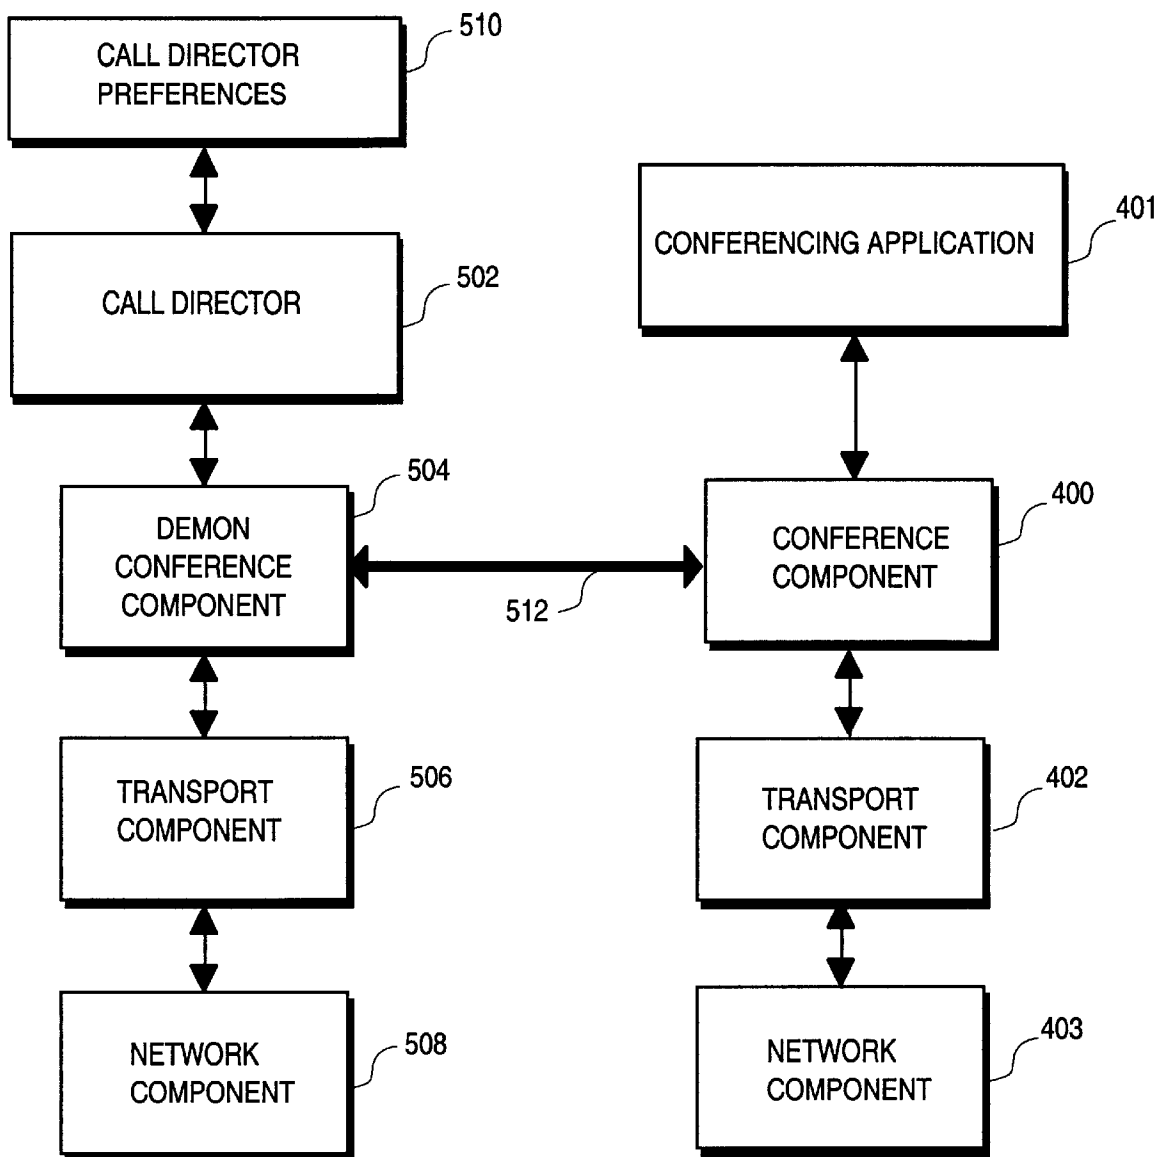 CALL DIRECTOR
PREFERENCES
510
CONFERENCING APPLICATION
401
CALL DIRECTOR
502
DEMON
CONFERENCE
COMPONENT
504
512
CONFERENCE
COMPONENT
400
TRANSPORT
COMPONENT
506
TRANSPORT
COMPONENT
402
NETWORK
COMPONENT
508
NETWORK
COMPONENT
403